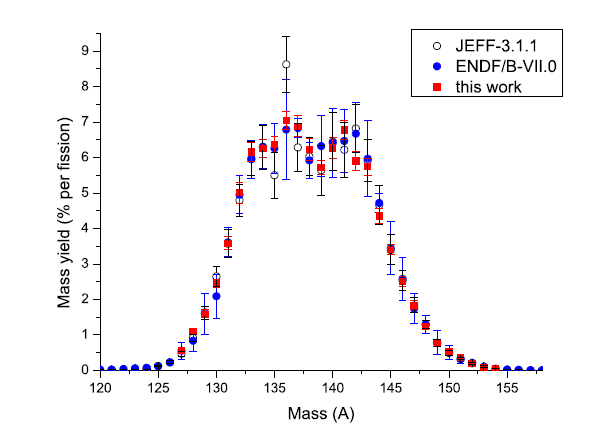 JEFF-3.1.1
ENDF/B-VII.0
this work
Mass yield (% per fission)
9
8
7
6
5
4
3
2
1
0
120 125 130 135 140 145 150 155
Mass (A)